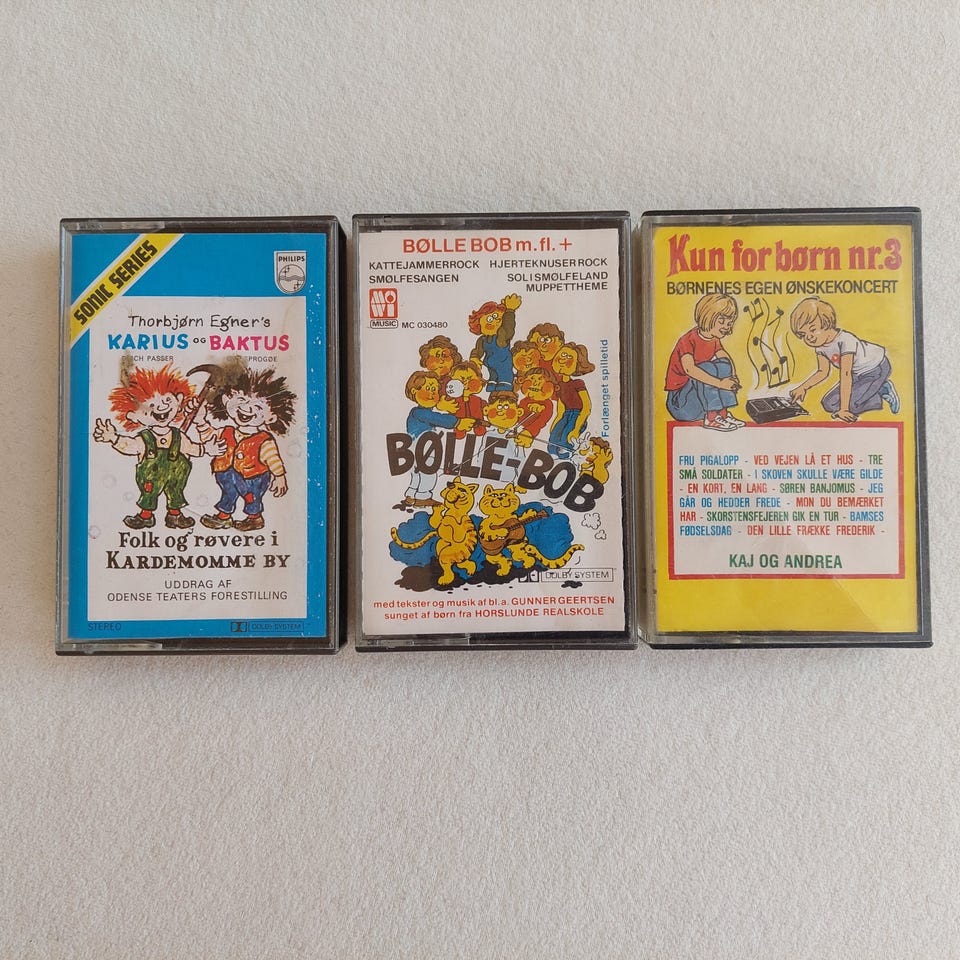 SONIC SERIES
PHILIPS
Thorbjørn Egner's
KARIUS OG BAKTUS
CH PASSER
PROGØE
Folk og røvere i
KARDEMOMME BY
UDDRAG AF
ODENSE TEATERS FORESTILLING
STEREO
DOLBY SYSTEM
BØLLE BOB m. fl. +
KATTEJAMMERROCK HJERTEKNUSERROCK
SMØLFESANGEN SOLISMØLFELAND
MUPPETTHEME
MUSIC MC 030480
Forlænget spilletid
BØLLE-BOB
DOLBY SYSTEM
med tekster og musik af bl.a. GUNNER GEERTSEN
sunget af børn fra HORSLUNDE REALSKOLE
Kun for børn nr.3
BØRNENES EGEN ØNSKEKONCERT
FRU PIGALOPP - VED VEJEN LÅ ET HUS - TRE
SMÅ SOLDATER - I SKOVEN SKULLE VÆRE GILDE
- EN KORT, EN LANG - SØREN BANJOMUS - JEG
GÅR OG HEDDER FREDE - MON DU BEMÆRKET
HAR - SKORSTENSFEJEREN GIK EN TUR - BAMSES
FØDSELSDAG - DEN LILLE FRÆKKE FREDERIK -
KAJ OG ANDREA